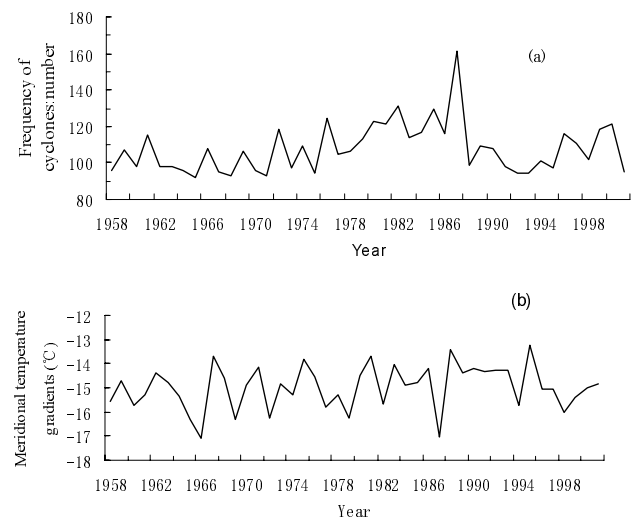 180
160
140
120
100
80
Frequency of
cyclones:number
(a)
1958 1962 1966 1970 1974 1978 1982 1986 1990 1994 1998
Year
(b)
-12
-13
-14
-15
-16
-17
-18
Meridional temperature
gradients (℃)
1958 1962 1966 1970 1974 1978 1982 1986 1990 1994 1998
Year